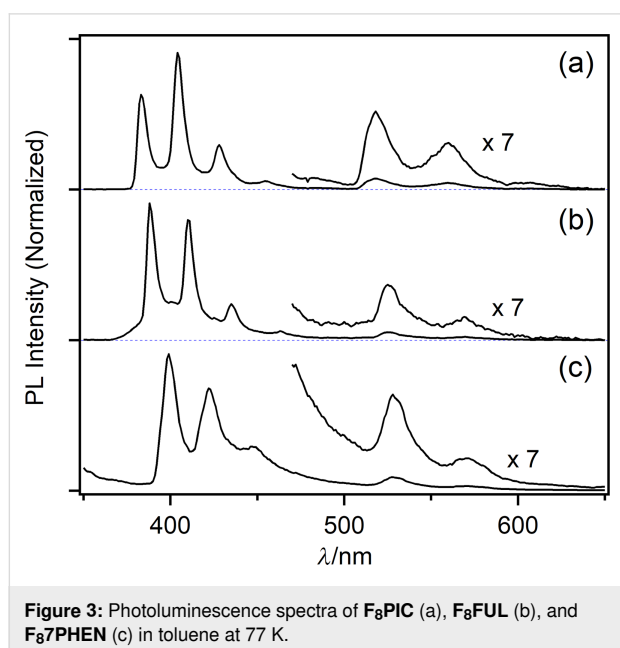 (a)
x 7
(b)
x 7
(c)
x 7
PL Intensity (Normalized)
400 500 600
λ/nm
Figure 3: Photoluminescence spectra of F8PIC (a), F8FUL (b), and
F87PHEN (c) in toluene at 77 K.